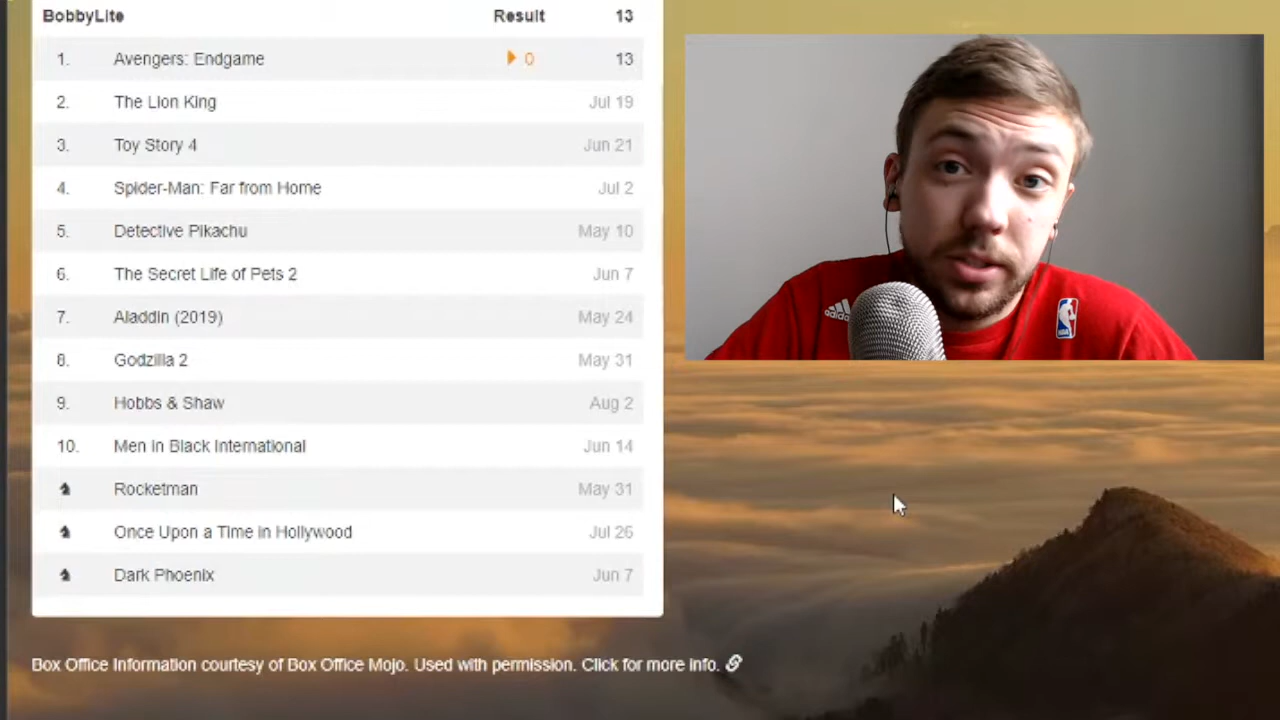 BobbyLite Result 13
1. Avengers: Endgame 0 13
2. The Lion King Jul 19
3. Toy Story 4 Jun 21
4. Spider-Man: Far from Home Jul 2
5. Detective Pikachu May 10
6. The Secret Life of Pets 2 Jun 7
7. Aladdin (2019) May 24
8. Godzilla 2 May 31
9. Hobbs & Shaw Aug 2
10. Men in Black International Jun 14
Rocketman May 31
Once Upon a Time in Hollywood Jul 26
Dark Phoenix Jun 7
Box Office Information courtesy of Box Office Mojo. Used with permission. Click for more info.
adidas
NBA